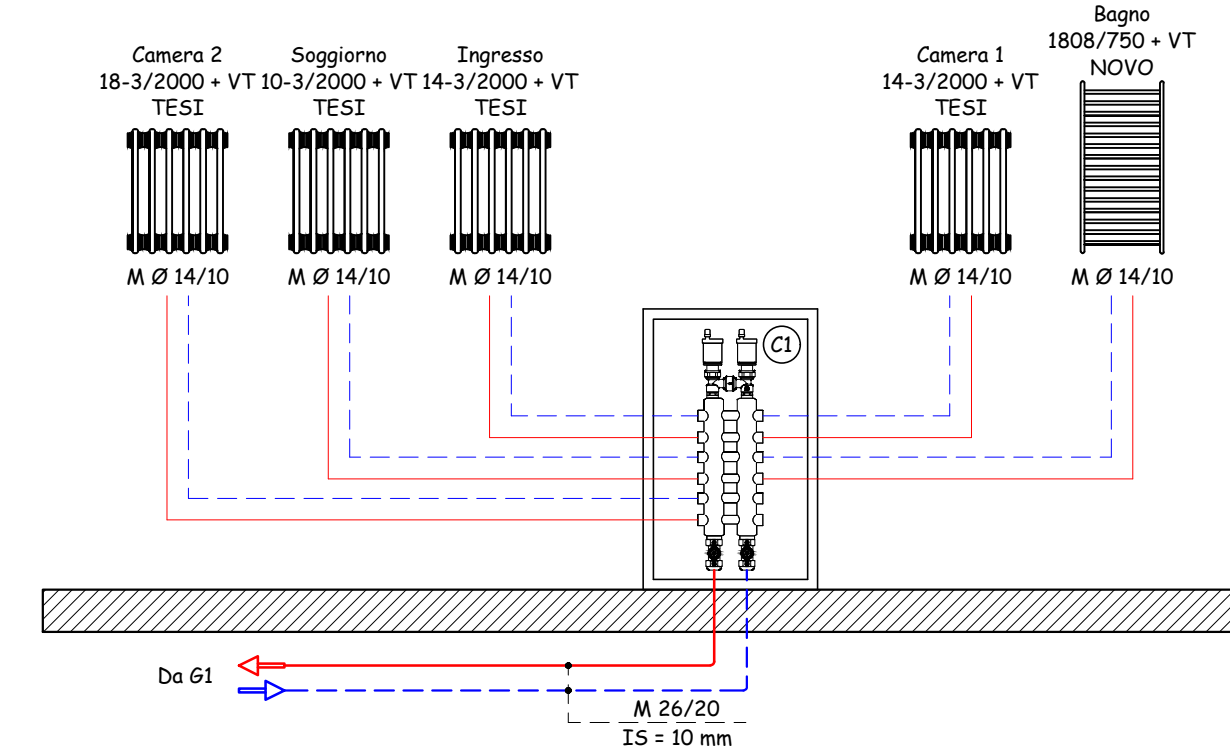 Camera 2
18-3/2000 + VT
TESI
Soggiorno
10-3/2000 + VT
TESI
Ingresso
14-3/2000 + VT
TESI
Camera 1
14-3/2000 + VT
TESI
Bagno
1808/750 + VT
NOVO
M Ø 14/10
M Ø 14/10
M Ø 14/10
M Ø 14/10
M Ø 14/10
C1
Da G1
M 26/20
IS = 10 mm